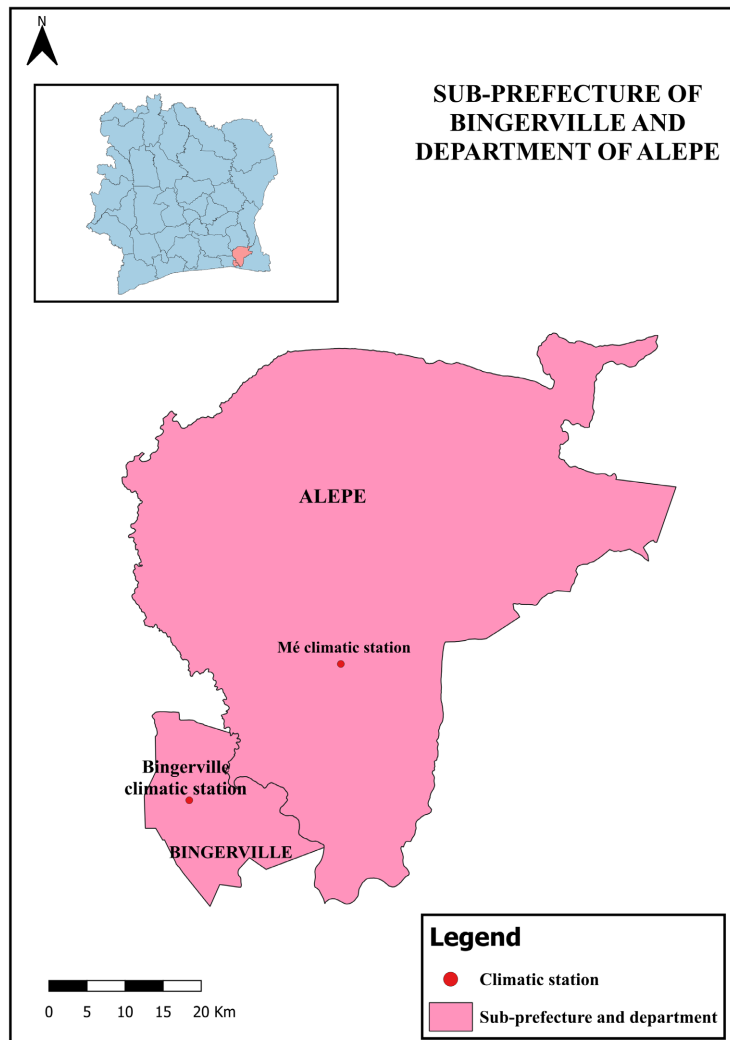 N
SUB-PREFECTURE OF
BINGERVILLE AND
DEPARTMENT OF ALEPE
ALEPE
Mé climatic station
Bingerville
climatic station
BINGERVILLE
Legend
Climatic station
Sub-prefecture and department
0 5 10 15 20 Km